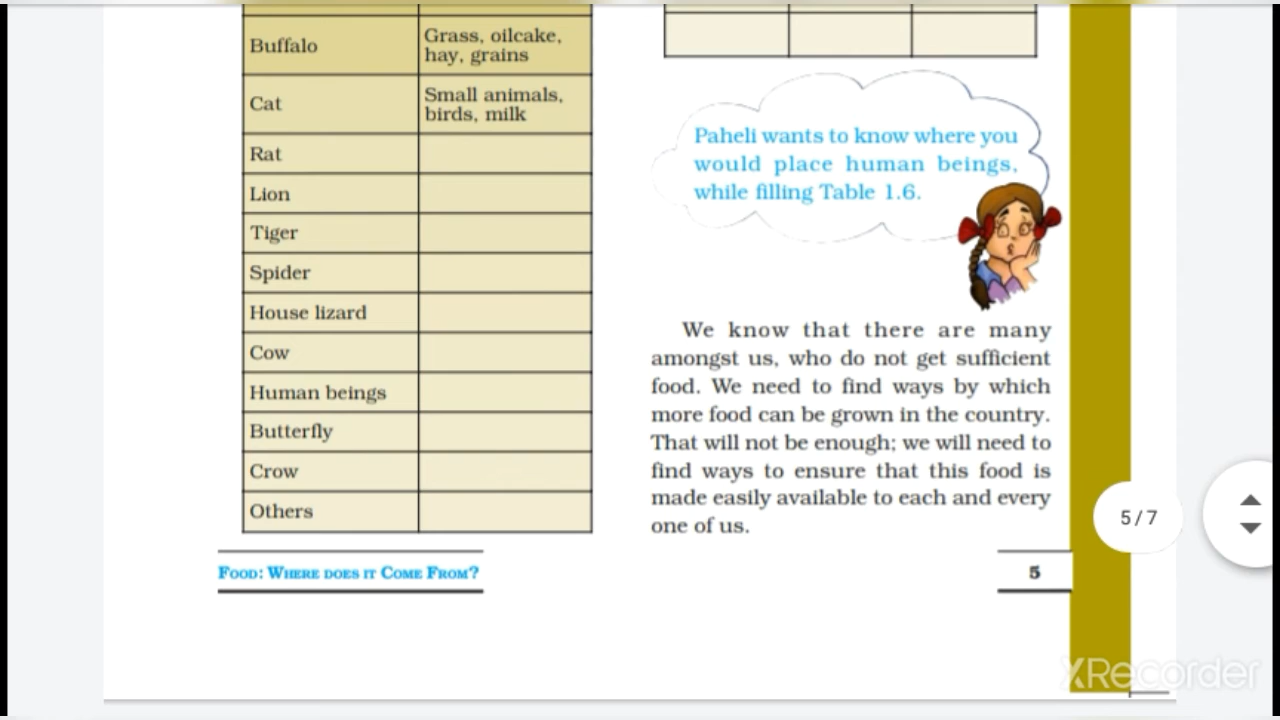 Buffalo
Grass, oilcake,
hay, grains
Cat
Small animals,
birds, milk
Rat
Lion
Tiger
Spider
House lizard
Cow
Human beings
Butterfly
Crow
Others
Food: Where does it Come From?
Paheli wants to know where you
would place human beings,
while filling Table 1.6.
We know that there are many
amongst us, who do not get sufficient
food. We need to find ways by which
more food can be grown in the country.
That will not be enough; we will need to
find ways to ensure that this food is
made easily available to each and every
one of us.
5
5 / 7
XRecorder